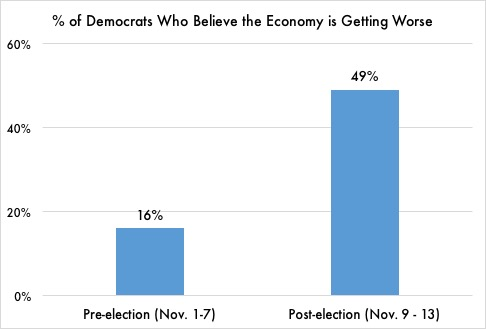 % of Democrats Who Believe the Economy is Getting Worse
60%
49%
40%
20%
16%
0%
Pre-election (Nov. 1-7)
Post-election (Nov. 9 - 13)